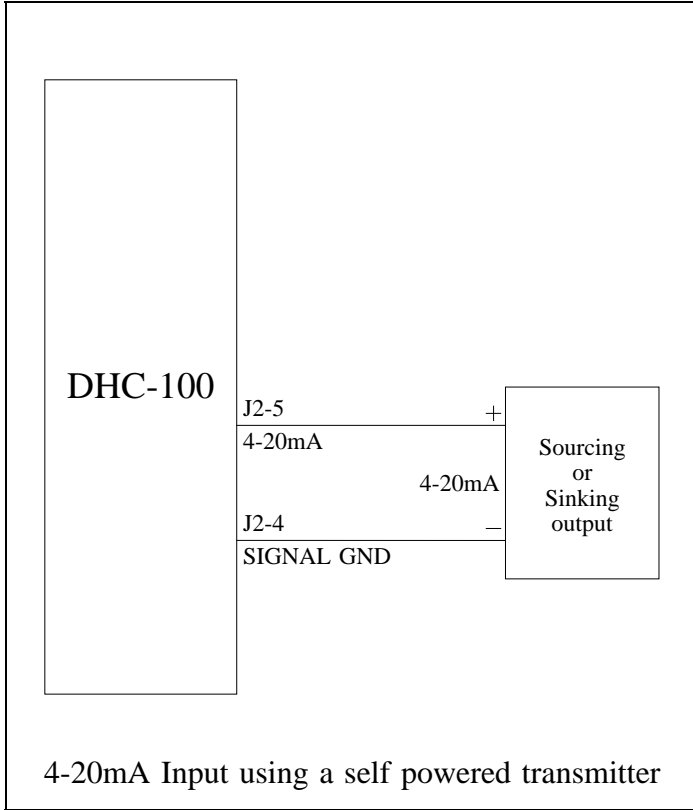 DHC-100
J2-5
+
4-20mA
4-20mA
J2-4
−
SIGNAL GND
Sourcing
or
Sinking
output
4-20mA Input using a self powered transmitter